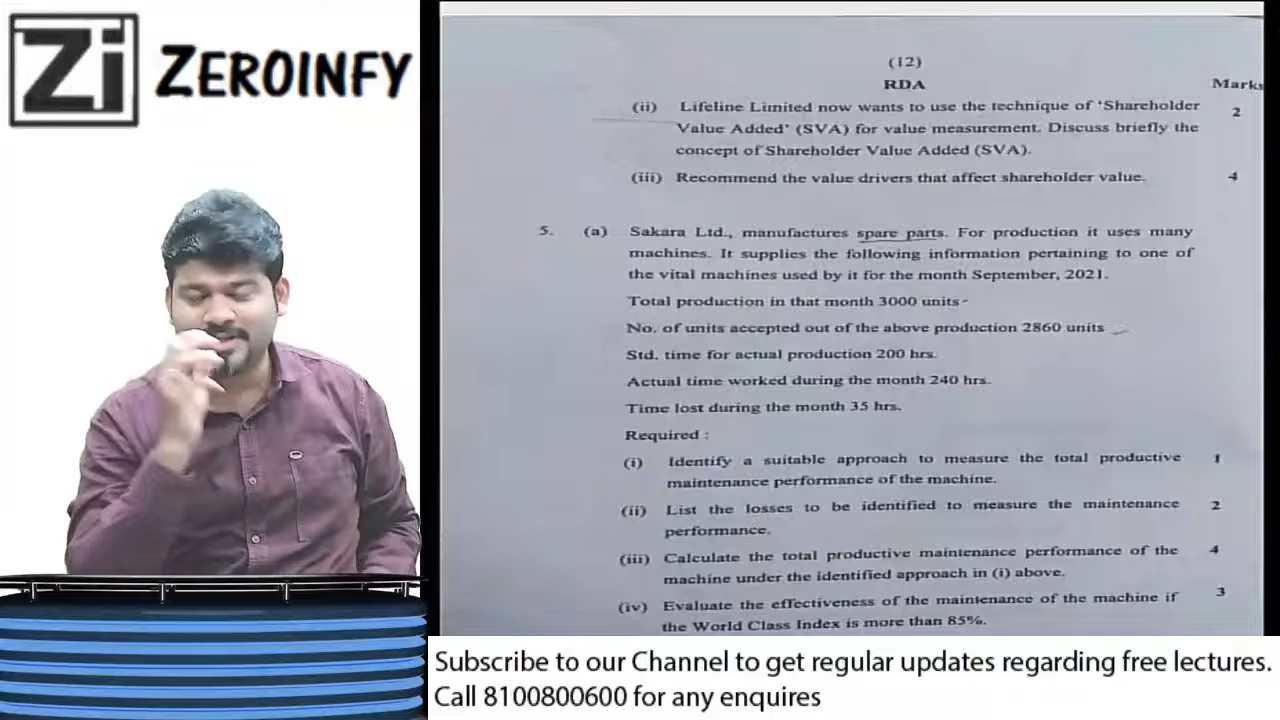 Zi ZEROINFY
(12)
RDA
Marks
(ii) Lifeline Limited now wants to use the technique of 'Shareholder 2
Value Added' (SVA) for value measurement. Discuss briefly the
concept of Shareholder Value Added (SVA).
(iii) Recommend the value drivers that affect shareholder value. 4
5. (a) Sakara Ltd., manufactures spare parts. For production it uses many
machines. It supplies the following information pertaining to one of
the vital machines used by it for the month September, 2021.
Total production in that month 3000 units
No. of units accepted out of the above production 2860 units
Std. time for actual production 200 hrs.
Actual time worked during the month 240 hrs.
Time lost during the month 35 hrs.
Required :
(i) Identify a suitable approach to measure the total productive 1
maintenance performance of the machine.
(ii) List the losses to be identified to measure the maintenance 2
performance.
(iii) Calculate the total productive maintenance performance of the 4
machine under the identified approach in (i) above.
(iv) Evaluate the effectiveness of the maintenance of the machine if 3
the World Class Index is more than 85%.
Subscribe to our Channel to get regular updates regarding free lectures.
Call 8100800600 for any enquires